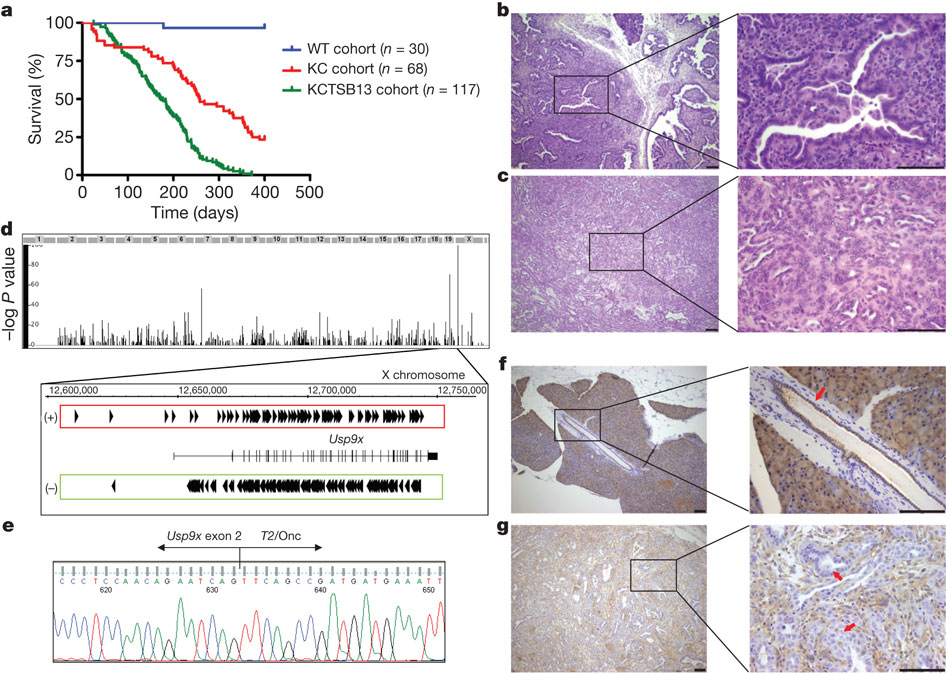 a
100
75
50
25
0
Survival (%)
0 100 200 300 400 500
Time (days)
WT cohort (n = 30)
KC cohort (n = 68)
KCTSB13 cohort (n = 117)
b
c
d
1 2 3 4 5 6 7 8 9 10 11 12 13 14 15 16 17 18 19 X
–log P value
80
60
40
20
0
X chromosome
12,600,000 12,650,000 12,700,000 12,750,000
(+)
Usp9x
(–)
e
Usp9x exon 2 T2/Onc
C C C T C C A A C A G A A T C A G T T C A G C C G A T G A T G A A A T T
620 630 640 650
f
g